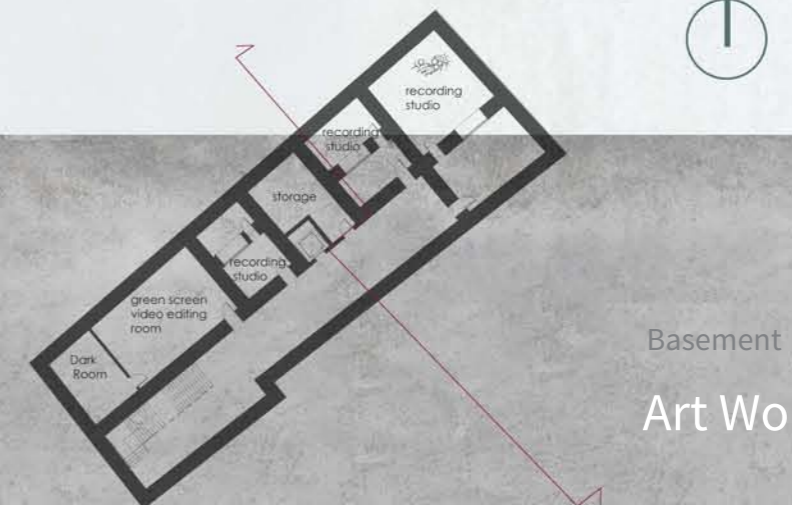 recording
studio
recording
studio
storage
recording
studio
green screen
video editing
room
Dark
Room
Basement
Art Wo